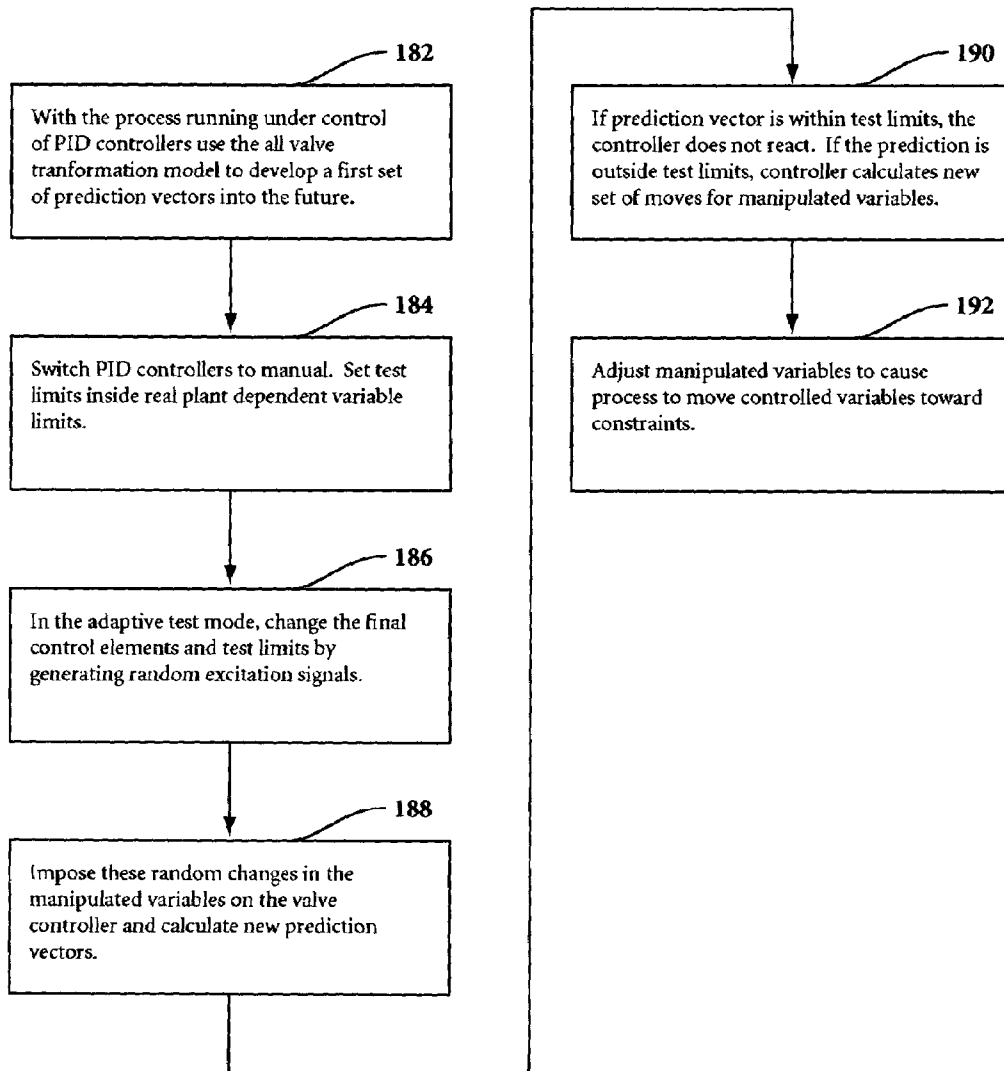 182
With the process running under control
of PID controllers use the all valve
tranformation model to develop a first set
of prediction vectors into the future.
184
Switch PID controllers to manual. Set test
limits inside real plant dependent variable
limits.
186
In the adaptive test mode, change the final
control elements and test limits by
generating random excitation signals.
188
Impose these random changes in the
manipulated variables on the valve
controller and calculate new prediction
vectors.
190
If prediction vector is within test limits, the
controller does not react. If the prediction is
outside test limits, controller calculates new
set of moves for manipulated variables.
192
Adjust manipulated variables to cause
process to move controlled variables toward
constraints.